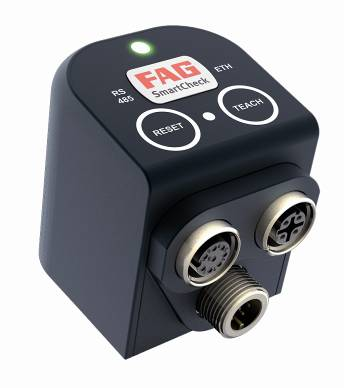 RS
485
ETH
FAG
SmartCheck
RESET
TEACH